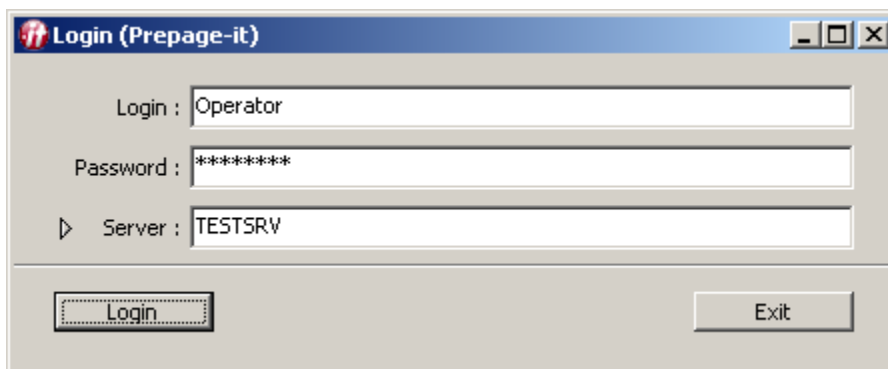 Login (Prepage-it)
Login : Operator
Password : ********
Server : TESTSRV
Login Exit